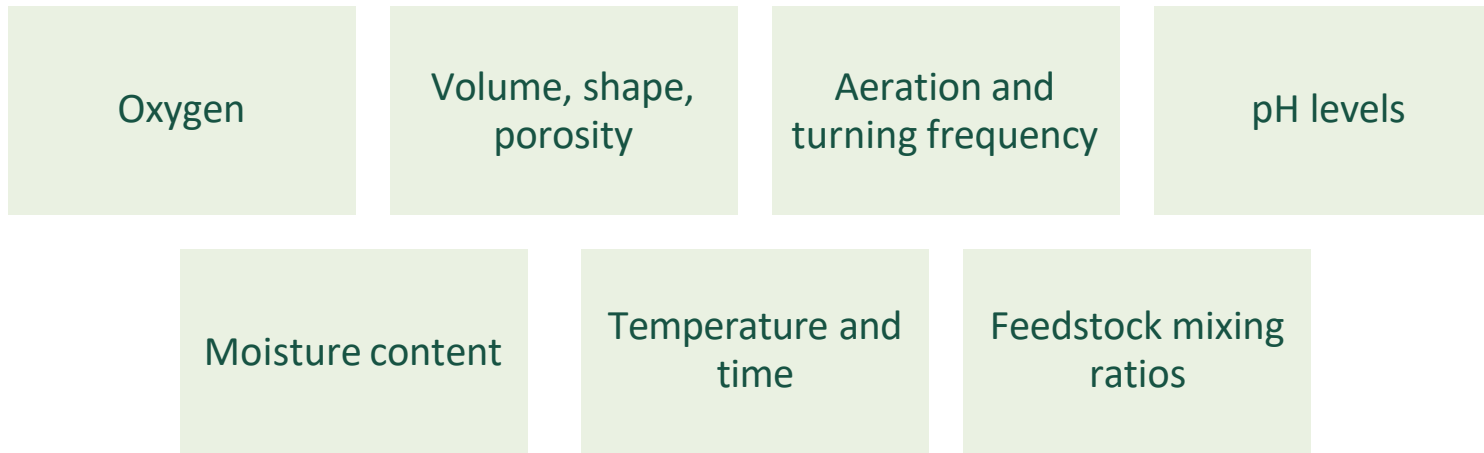 Oxygen
Volume, shape,
porosity
Aeration and
turning frequency
pH levels
Moisture content
Temperature and
time
Feedstock mixing
ratios